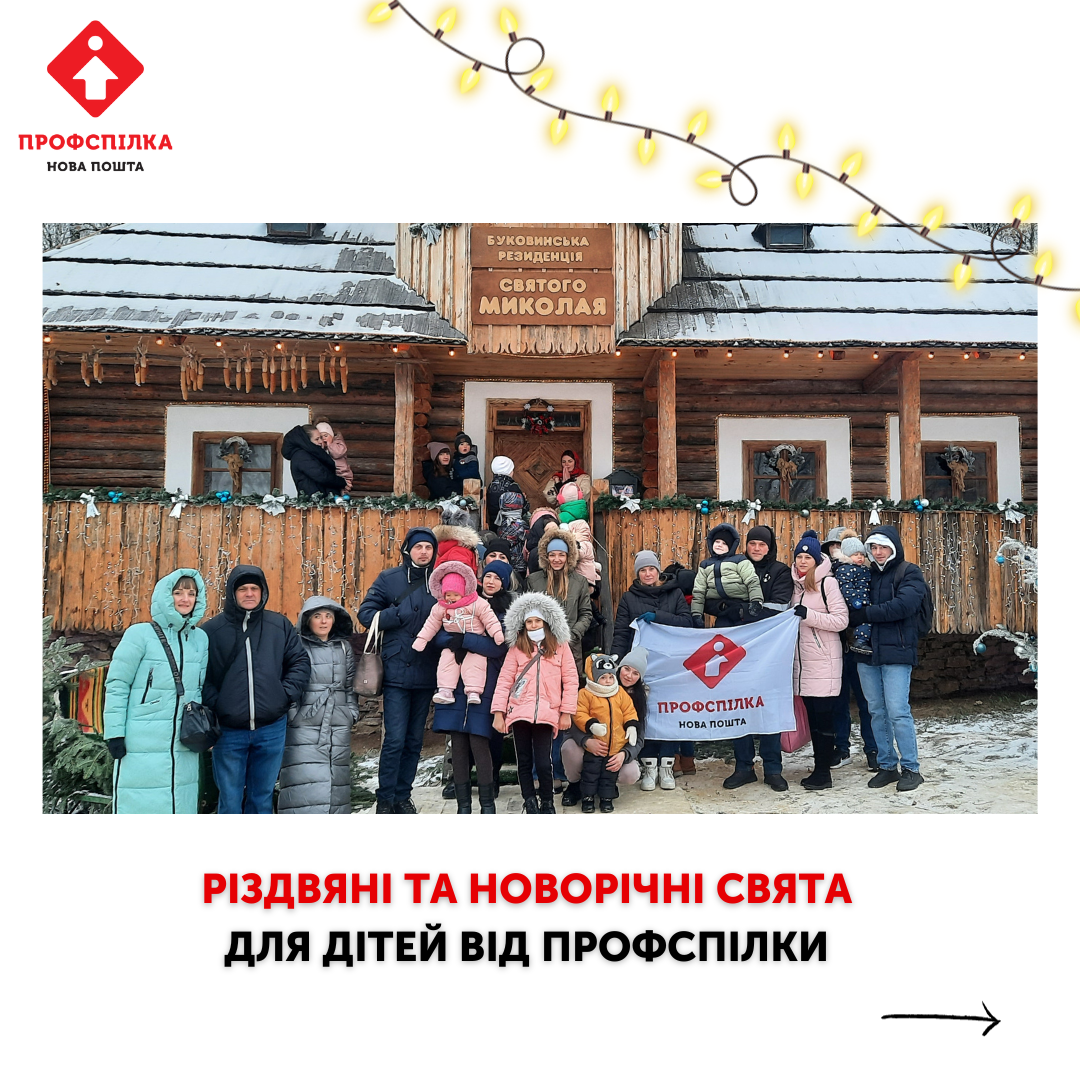 ПРОФСПІЛКА
НОВА ПОШТА
БУКОВИНСЬКА
РЕЗИДЕНЦІЯ
СВЯТОГО
МИКОЛАЯ
ПРОФСПІЛКА
НОВА ПОШТА
РІЗДВЯНІ ТА НОВОРІЧНІ СВЯТА
ДЛЯ ДІТЕЙ ВІД ПРОФСПІЛКИ